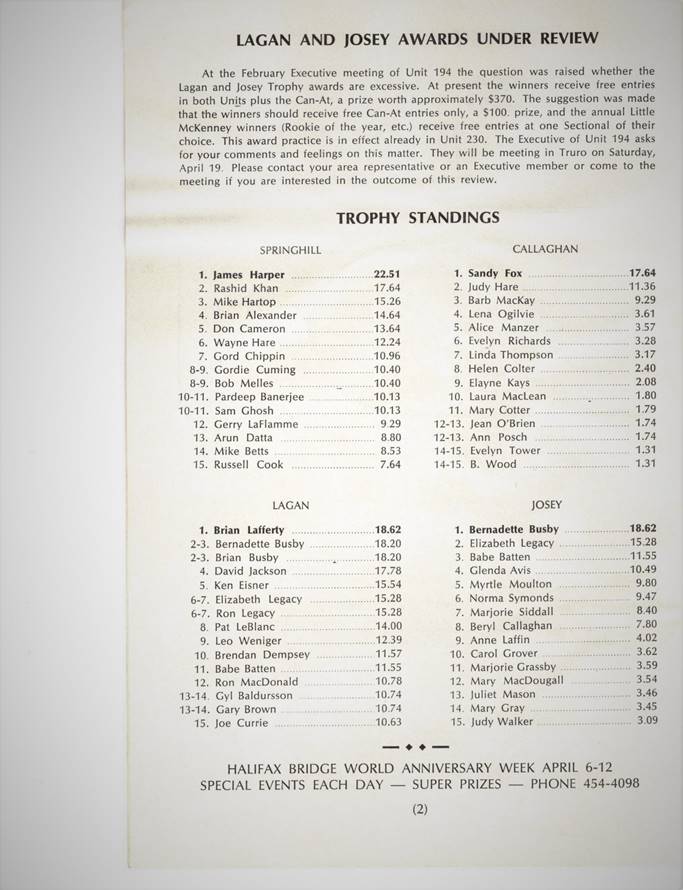 LAGAN AND JOSEY AWARDS UNDER REVIEW
At the February Executive meeting of Unit 194 the question was raised whether the
Lagan and Josey Trophy awards are excessive. At present the winners receive free entries
in both Units plus the Can-At, a prize worth approximately $370. The suggestion was made
that the winners should receive free Can-At entries only, a $100. prize, and the annual Little
McKenney winners (Rookie of the year, etc.) receive free entries at one Sectional of their
choice. This award practice is in effect already in Unit 230. The Executive of Unit 194 asks
for your comments and feelings on this matter. They will be meeting in Truro on Saturday,
April 19. Please contact your area representative or an Executive member or come to the
meeting if you are interested in the outcome of this review.
TROPHY STANDINGS
SPRINGHILL
1. James Harper 22.51
2. Rashid Khan 17.64
3. Mike Hartop 15.26
4. Brian Alexander 14.64
5. Don Cameron 13.64
6. Wayne Hare 12.24
7. Gord Chippin 10.96
8-9. Gordie Cuming 10.40
8-9. Bob Melles 10.40
10-11. Pardeep Banerjee 10.13
10-11. Sam Ghosh 10.13
12. Gerry LaFlamme 9.29
13. Arun Datta 8.80
14. Mike Betts 8.53
15. Russell Cook 7.64
CALLAGHAN
1. Sandy Fox 17.64
2. Judy Hare 11.36
3. Barb MacKay 9.29
4. Lena Ogilvie 3.61
5. Alice Manzer 3.57
6. Evelyn Richards 3.28
7. Linda Thompson 3.17
8. Helen Colter 2.40
9. Elayne Kays 2.08
10. Laura MacLean 1.80
11. Mary Cotter 1.79
12-13. Jean O'Brien 1.74
12-13. Ann Posch 1.74
14-15. Evelyn Tower 1.31
14-15. B. Wood 1.31
LAGAN
1. Brian Lafferty 18.62
2-3. Bernadette Busby 18.20
2-3. Brian Busby 18.20
4. David Jackson 17.78
5. Ken Eisner 15.54
6-7. Elizabeth Legacy 15.28
6-7. Ron Legacy 15.28
8. Pat LeBlanc 14.00
9. Leo Weniger 12.39
10. Brendan Dempsey 11.57
11. Babe Batten 11.55
12. Ron MacDonald 10.78
13-14. Gyl Baldursson 10.74
13-14. Gary Brown 10.74
15. Joe Currie 10.63
JOSEY
1. Bernadette Busby 18.62
2. Elizabeth Legacy 15.28
3. Babe Batten 11.55
4. Glenda Avis 10.49
5. Myrtle Moulton 9.80
6. Norma Symonds 9.47
7. Marjorie Siddall 8.40
8. Beryl Callaghan 7.80
9. Anne Laffin 4.02
10. Carol Grover 3.62
11. Marjorie Grassby 3.59
12. Mary MacDougall 3.54
13. Juliet Mason 3.46
14. Mary Gray 3.45
15. Judy Walker 3.09
HALIFAX BRIDGE WORLD ANNIVERSARY WEEK APRIL 6-12
SPECIAL EVENTS EACH DAY — SUPER PRIZES — PHONE 454-4098
(2)